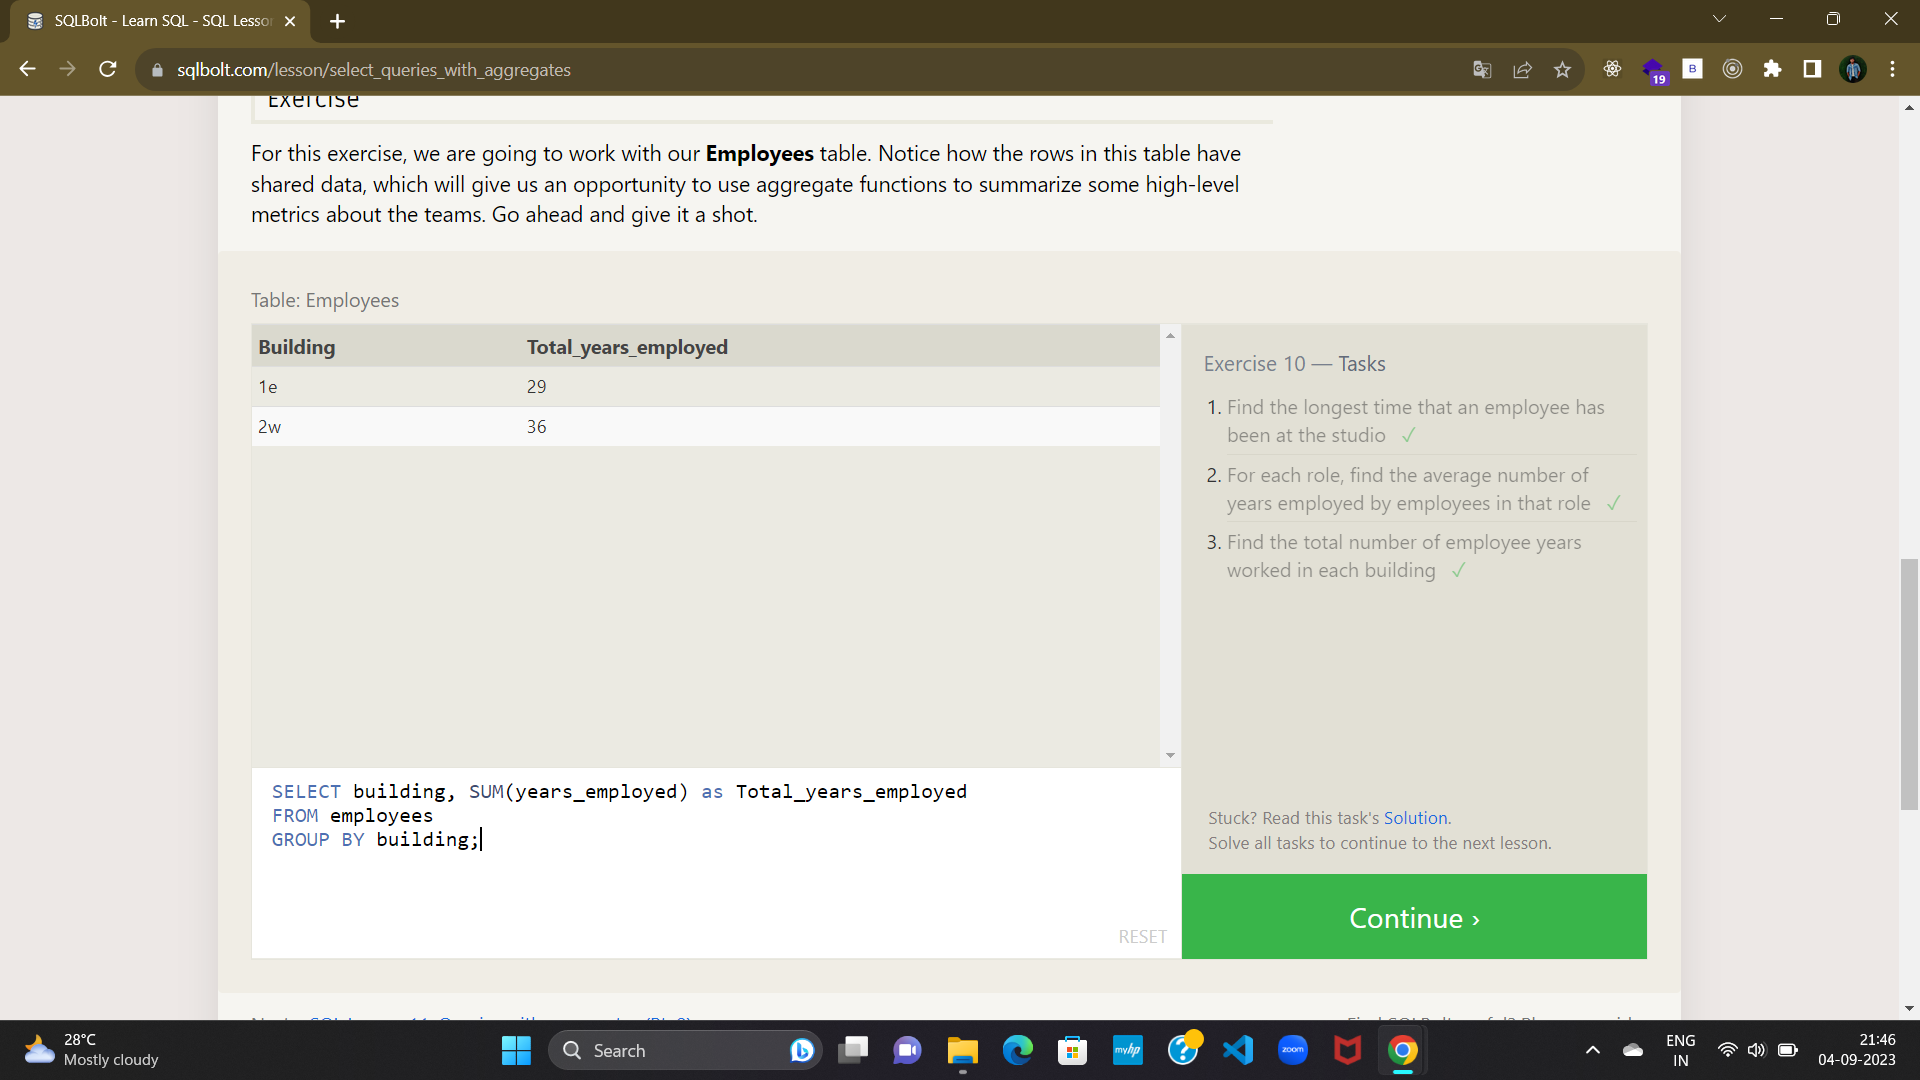 SQLBolt - Learn SQL - SQL Lesson
sqlbolt.com/lesson/select_queries_with_aggregates
19
B
Exercise
For this exercise, we are going to work with our Employees table. Notice how the rows in this table have
shared data, which will give us an opportunity to use aggregate functions to summarize some high-level
metrics about the teams. Go ahead and give it a shot.
Table: Employees
Building Total_years_employed
1e 29
2w 36
Exercise 10 — Tasks
1. Find the longest time that an employee has
been at the studio ✓
2. For each role, find the average number of
years employed by employees in that role ✓
3. Find the total number of employee years
worked in each building ✓
SELECT building, SUM(years_employed) as Total_years_employed
FROM employees
GROUP BY building;
RESET
Stuck? Read this task's Solution.
Solve all tasks to continue to the next lesson.
Continue ›
28°C
Mostly cloudy
Search
myhp
zoom
ENG
IN
21:46
04-09-2023